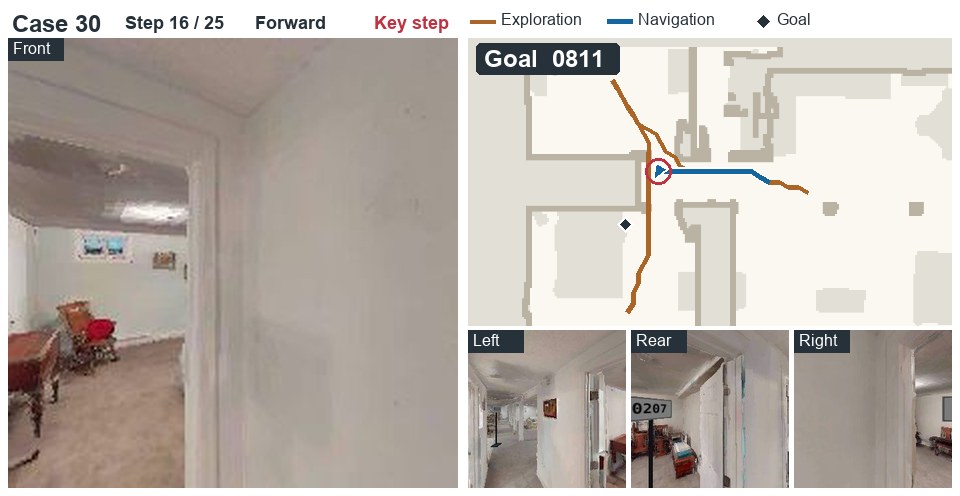 Case 30 Step 16 / 25 Forward Key step
Exploration Navigation Goal
Front
Goal 0811
Left
Rear
Right
0207